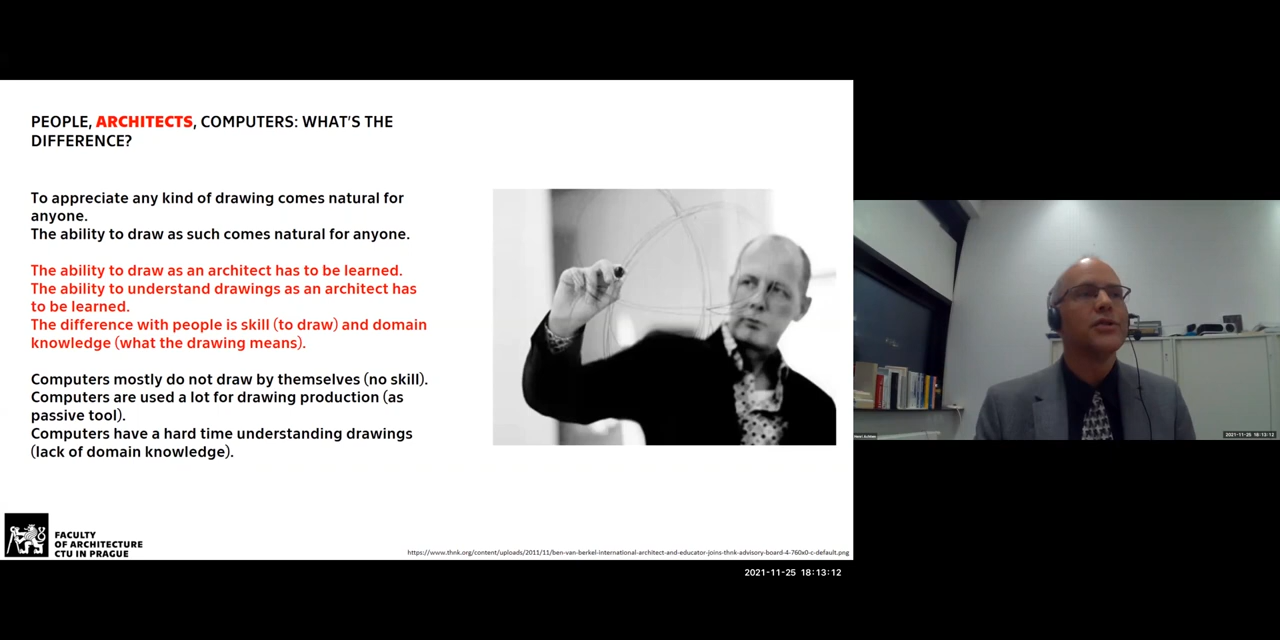 PEOPLE, ARCHITECTS, COMPUTERS: WHAT'S THE
DIFFERENCE?
To appreciate any kind of drawing comes natural for
anyone.
The ability to draw as such comes natural for anyone.
The ability to draw as an architect has to be learned.
The ability to understand drawings as an architect has
to be learned.
The difference with people is skill (to draw) and domain
knowledge (what the drawing means).
Computers mostly do not draw by themselves (no skill).
Computers are used a lot for drawing production (as
passive tool).
Computers have a hard time understanding drawings
(lack of domain knowledge).
FACULTY
OF ARCHITECTURE
CTU IN PRAGUE
https://www.thnk.org/content/uploads/2011/11/ben-van-berkel-international-architect-and-educator-joins-thnk-advisory-board-4-760x0-c-default.png
2021-11-25 18:13:12
2021-11-25 18:13:12